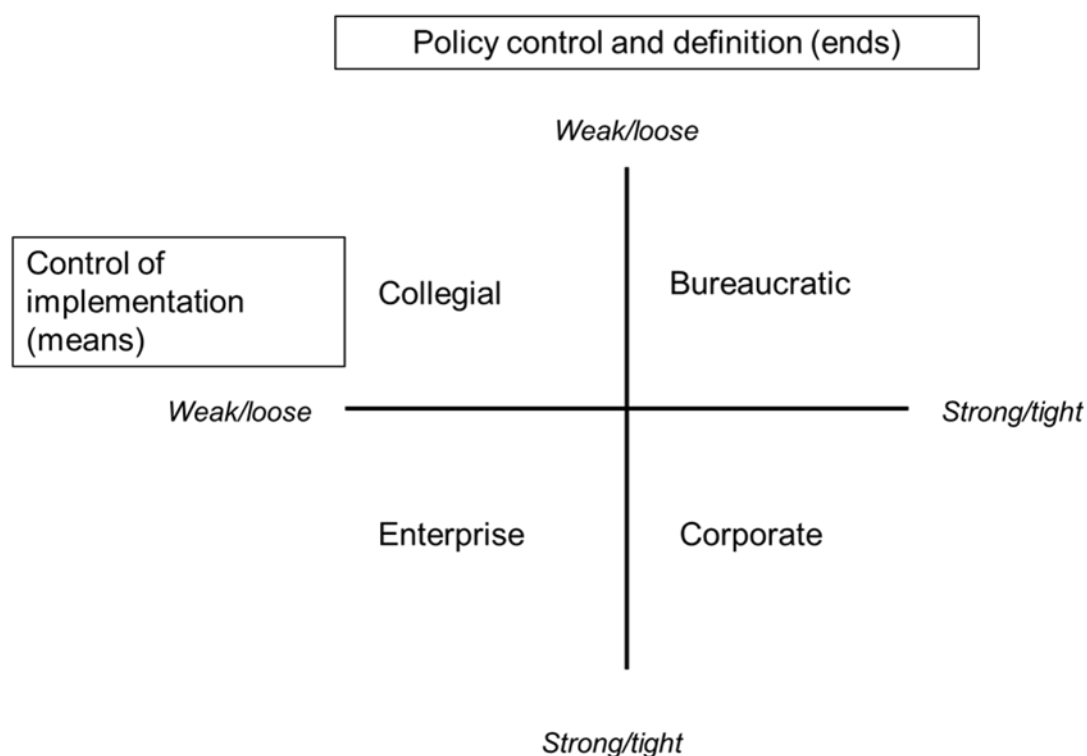 Policy control and definition (ends)
Weak/loose
Control of
implementation
(means)
Collegial
Bureaucratic
Weak/loose
Strong/tight
Enterprise
Corporate
Strong/tight